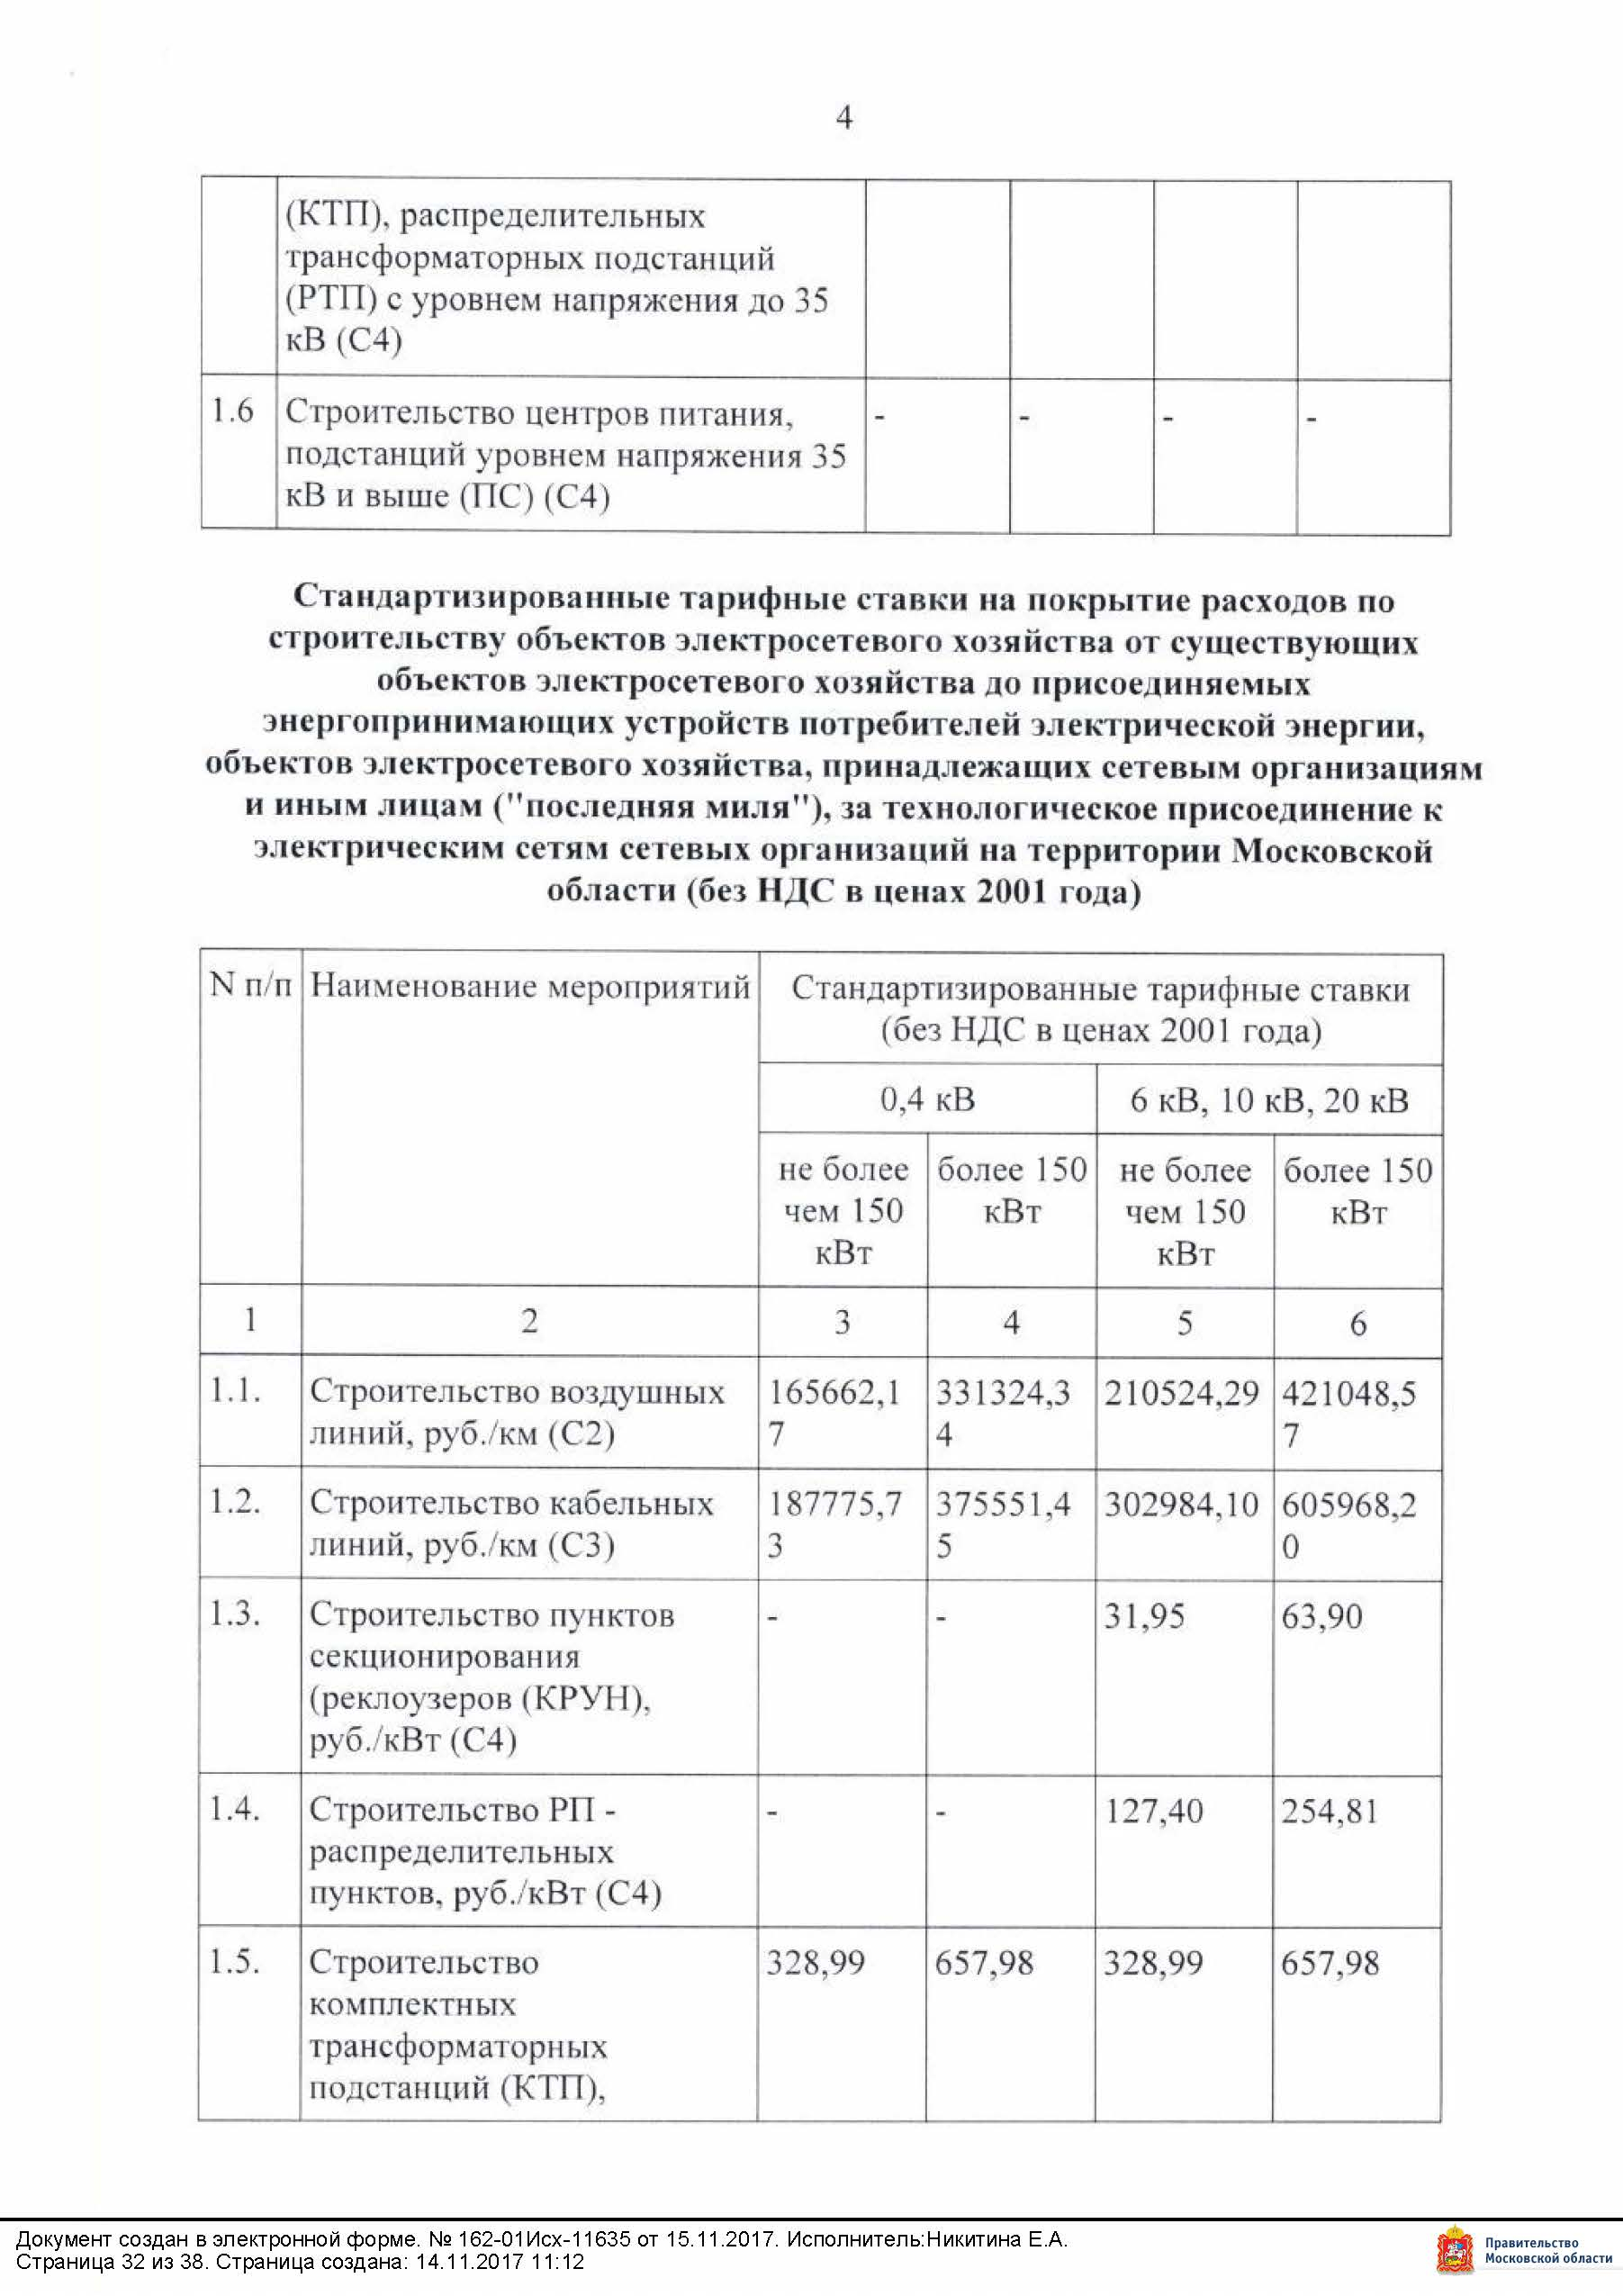 4
(КТП), распределительных
трансформаторных подстанций
(РТП) с уровнем напряжения до 35
кВ (С4)
1.6 Строительство центров питания, - - - -
подстанций уровнем напряжения 35
кВ и выше (ПС) (С4)
Стандартизированные тарифные ставки на покрытие расходов по
строительству объектов электросетевого хозяйства от существующих
объектов электросетевого хозяйства до присоединяемых
энергопринимающих устройств потребителей электрической энергии,
объектов электросетевого хозяйства, принадлежащих сетевым организациям
и иным лицам ("последняя миля"), за технологическое присоединение к
электрическим сетям сетевых организаций на территории Московской
области (без НДС в ценах 2001 года)
N п/п Наименование мероприятий Стандартизированные тарифные ставки
(без НДС в ценах 2001 года)
0,4 кВ 6 кВ, 10 кВ, 20 кВ
не более более 150 не более более 150
чем 150 кВт чем 150 кВт
кВт кВт
1 2 3 4 5 6
1.1. Строительство воздушных 165662,1 331324,3 210524,29 421048,5
линий, руб./км (С2) 7 4 7
1.2. Строительство кабельных 187775,7 375551,4 302984,10 605968,2
линий, руб./км (С3) 3 5 0
1.3. Строительство пунктов - - 31,95 63,90
секционирования
(реклоузеров (КРУН),
руб./кВт (С4)
1.4. Строительство РП - - - 127,40 254,81
распределительных
пунктов, руб./кВт (С4)
1.5. Строительство 328,99 657,98 328,99 657,98
комплектных
трансформаторных
подстанций (КТП),
Документ создан в электронной форме. № 162-01Исх-11635 от 15.11.2017. Исполнитель:Никитина Е.А.
Страница 32 из 38. Страница создана: 14.11.2017 11:12
Правительство
Московской области